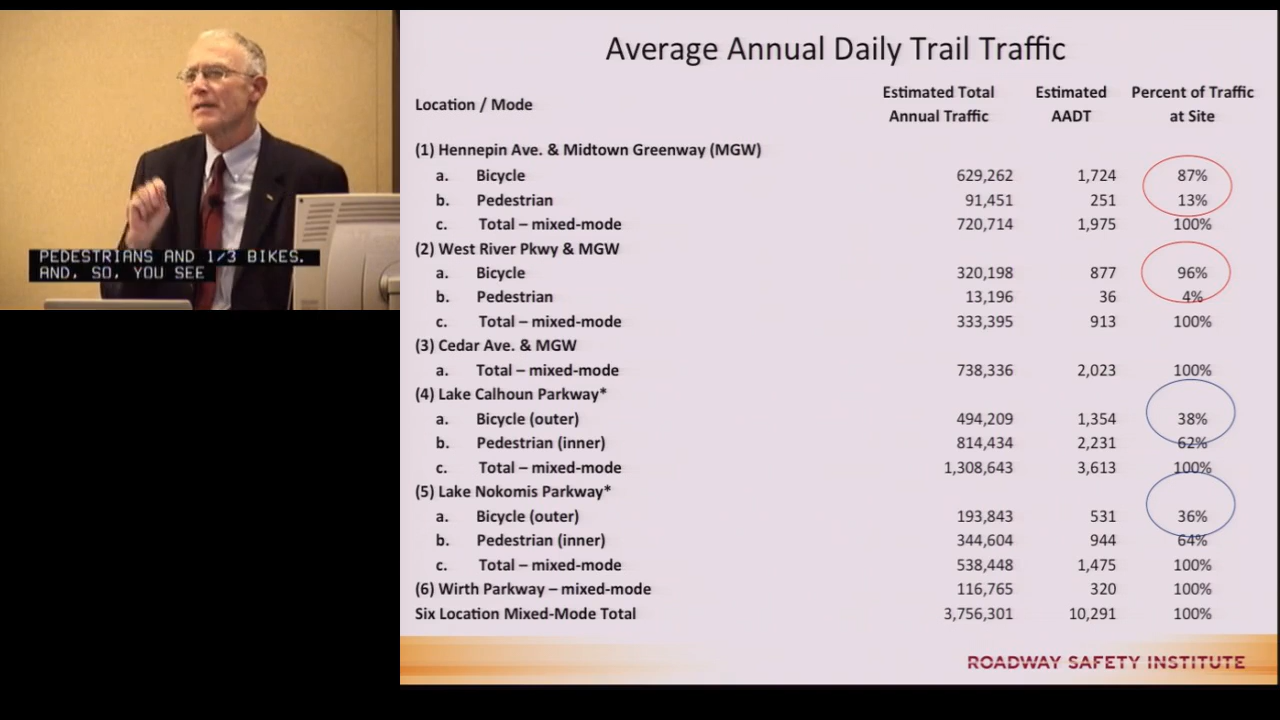 PEDESTRIANS AND 1/3 BIKES.
AND, SO, YOU SEE
Average Annual Daily Trail Traffic
Location / Mode Estimated Total Annual Traffic Estimated AADT Percent of Traffic at Site
(1) Hennepin Ave. & Midtown Greenway (MGW)
a. Bicycle 629,262 1,724 87%
b. Pedestrian 91,451 251 13%
c. Total – mixed-mode 720,714 1,975 100%
(2) West River Pkwy & MGW
a. Bicycle 320,198 877 96%
b. Pedestrian 13,196 36 4%
c. Total – mixed-mode 333,395 913 100%
(3) Cedar Ave. & MGW
a. Total – mixed-mode 738,336 2,023 100%
(4) Lake Calhoun Parkway*
a. Bicycle (outer) 494,209 1,354 38%
b. Pedestrian (inner) 814,434 2,231 62%
c. Total – mixed-mode 1,308,643 3,613 100%
(5) Lake Nokomis Parkway*
a. Bicycle (outer) 193,843 531 36%
b. Pedestrian (inner) 344,604 944 64%
c. Total – mixed-mode 538,448 1,475 100%
(6) Wirth Parkway – mixed-mode 116,765 320 100%
Six Location Mixed-Mode Total 3,756,301 10,291 100%
ROADWAY SAFETY INSTITUTE